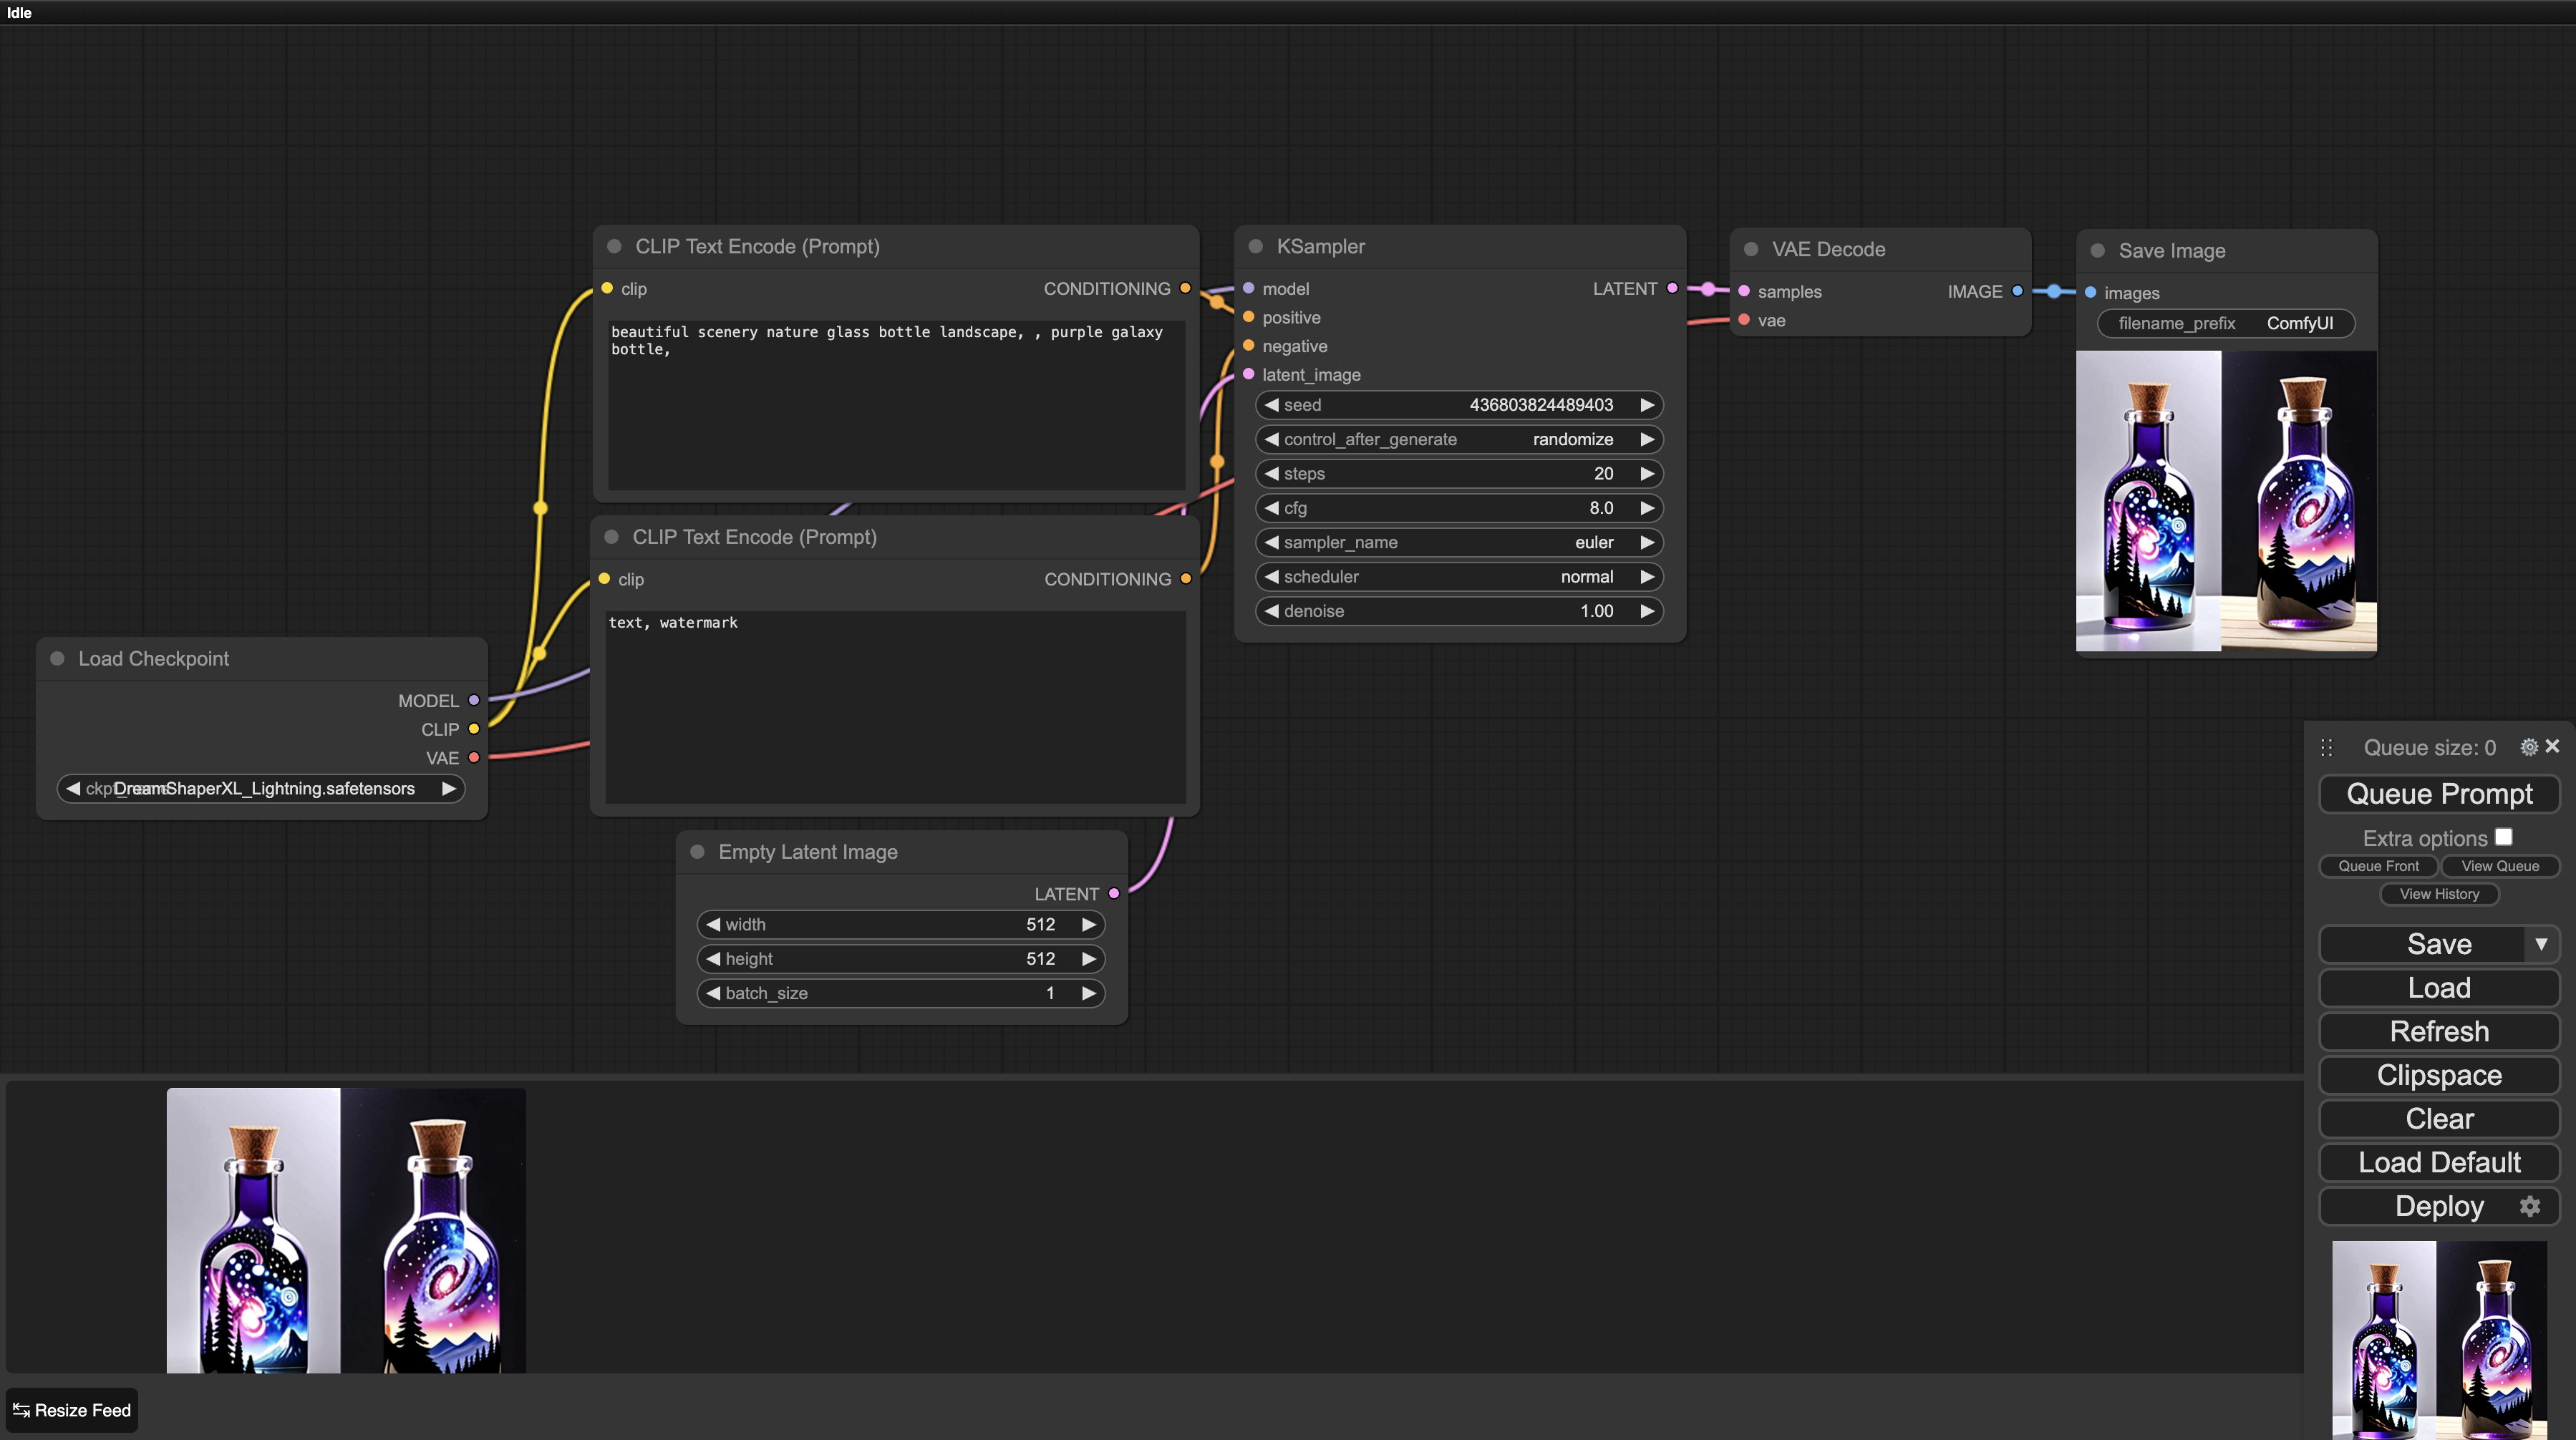 Idle
CLIP Text Encode (Prompt)
clip
CONDITIONING
beautiful scenery nature glass bottle landscape, , purple galaxy
bottle,
CLIP Text Encode (Prompt)
clip
CONDITIONING
text, watermark
Load Checkpoint
MODEL
CLIP
VAE
DreamShaperXL_Lightning.safetensors
Empty Latent Image
LATENT
width 512
height 512
batch_size 1
KSampler
model
LATENT
positive
negative
latent_image
seed 436803824489403
control_after_generate randomize
steps 20
cfg 8.0
sampler_name euler
scheduler normal
denoise 1.00
VAE Decode
samples
IMAGE
vae
Save Image
images
filename_prefix ComfyUI
Queue size: 0
Queue Prompt
Extra options
Queue Front
View Queue
View History
Save
Load
Refresh
Clipspace
Clear
Load Default
Deploy
Resize Feed